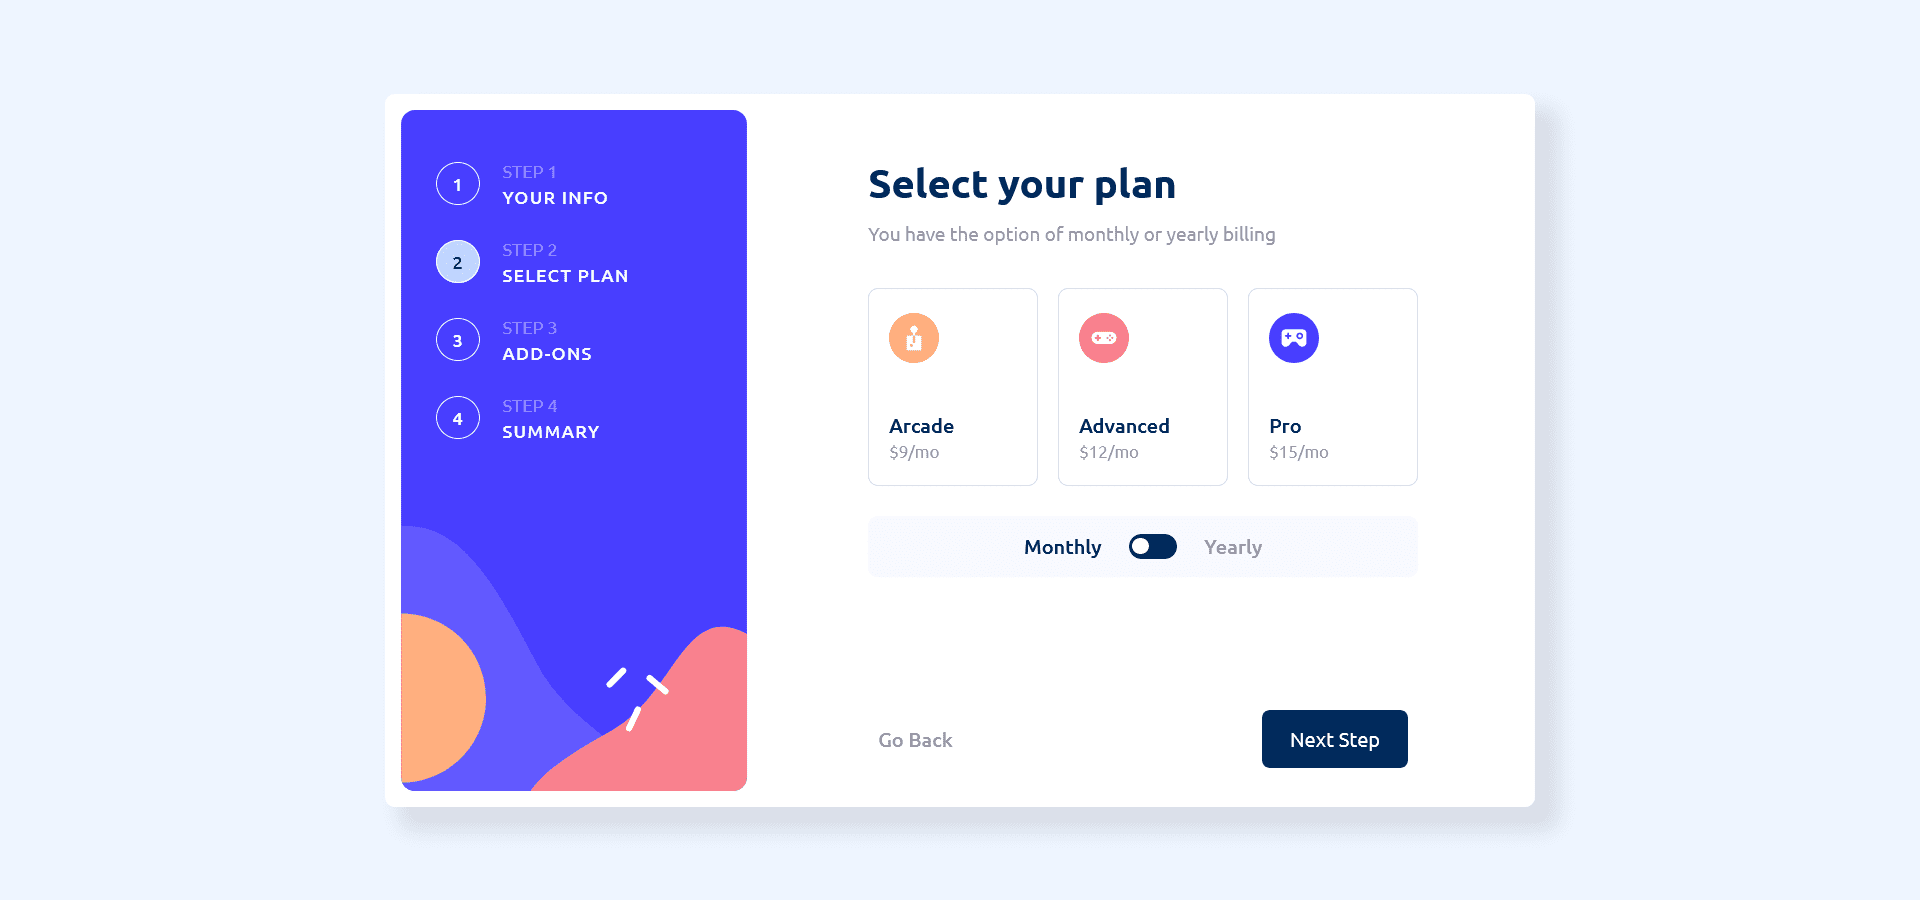 1
STEP 1
YOUR INFO
2
STEP 2
SELECT PLAN
3
STEP 3
ADD-ONS
4
STEP 4
SUMMARY
Select your plan
You have the option of monthly or yearly billing
Arcade
$9/mo
Advanced
$12/mo
Pro
$15/mo
Monthly
Yearly
Go Back
Next Step